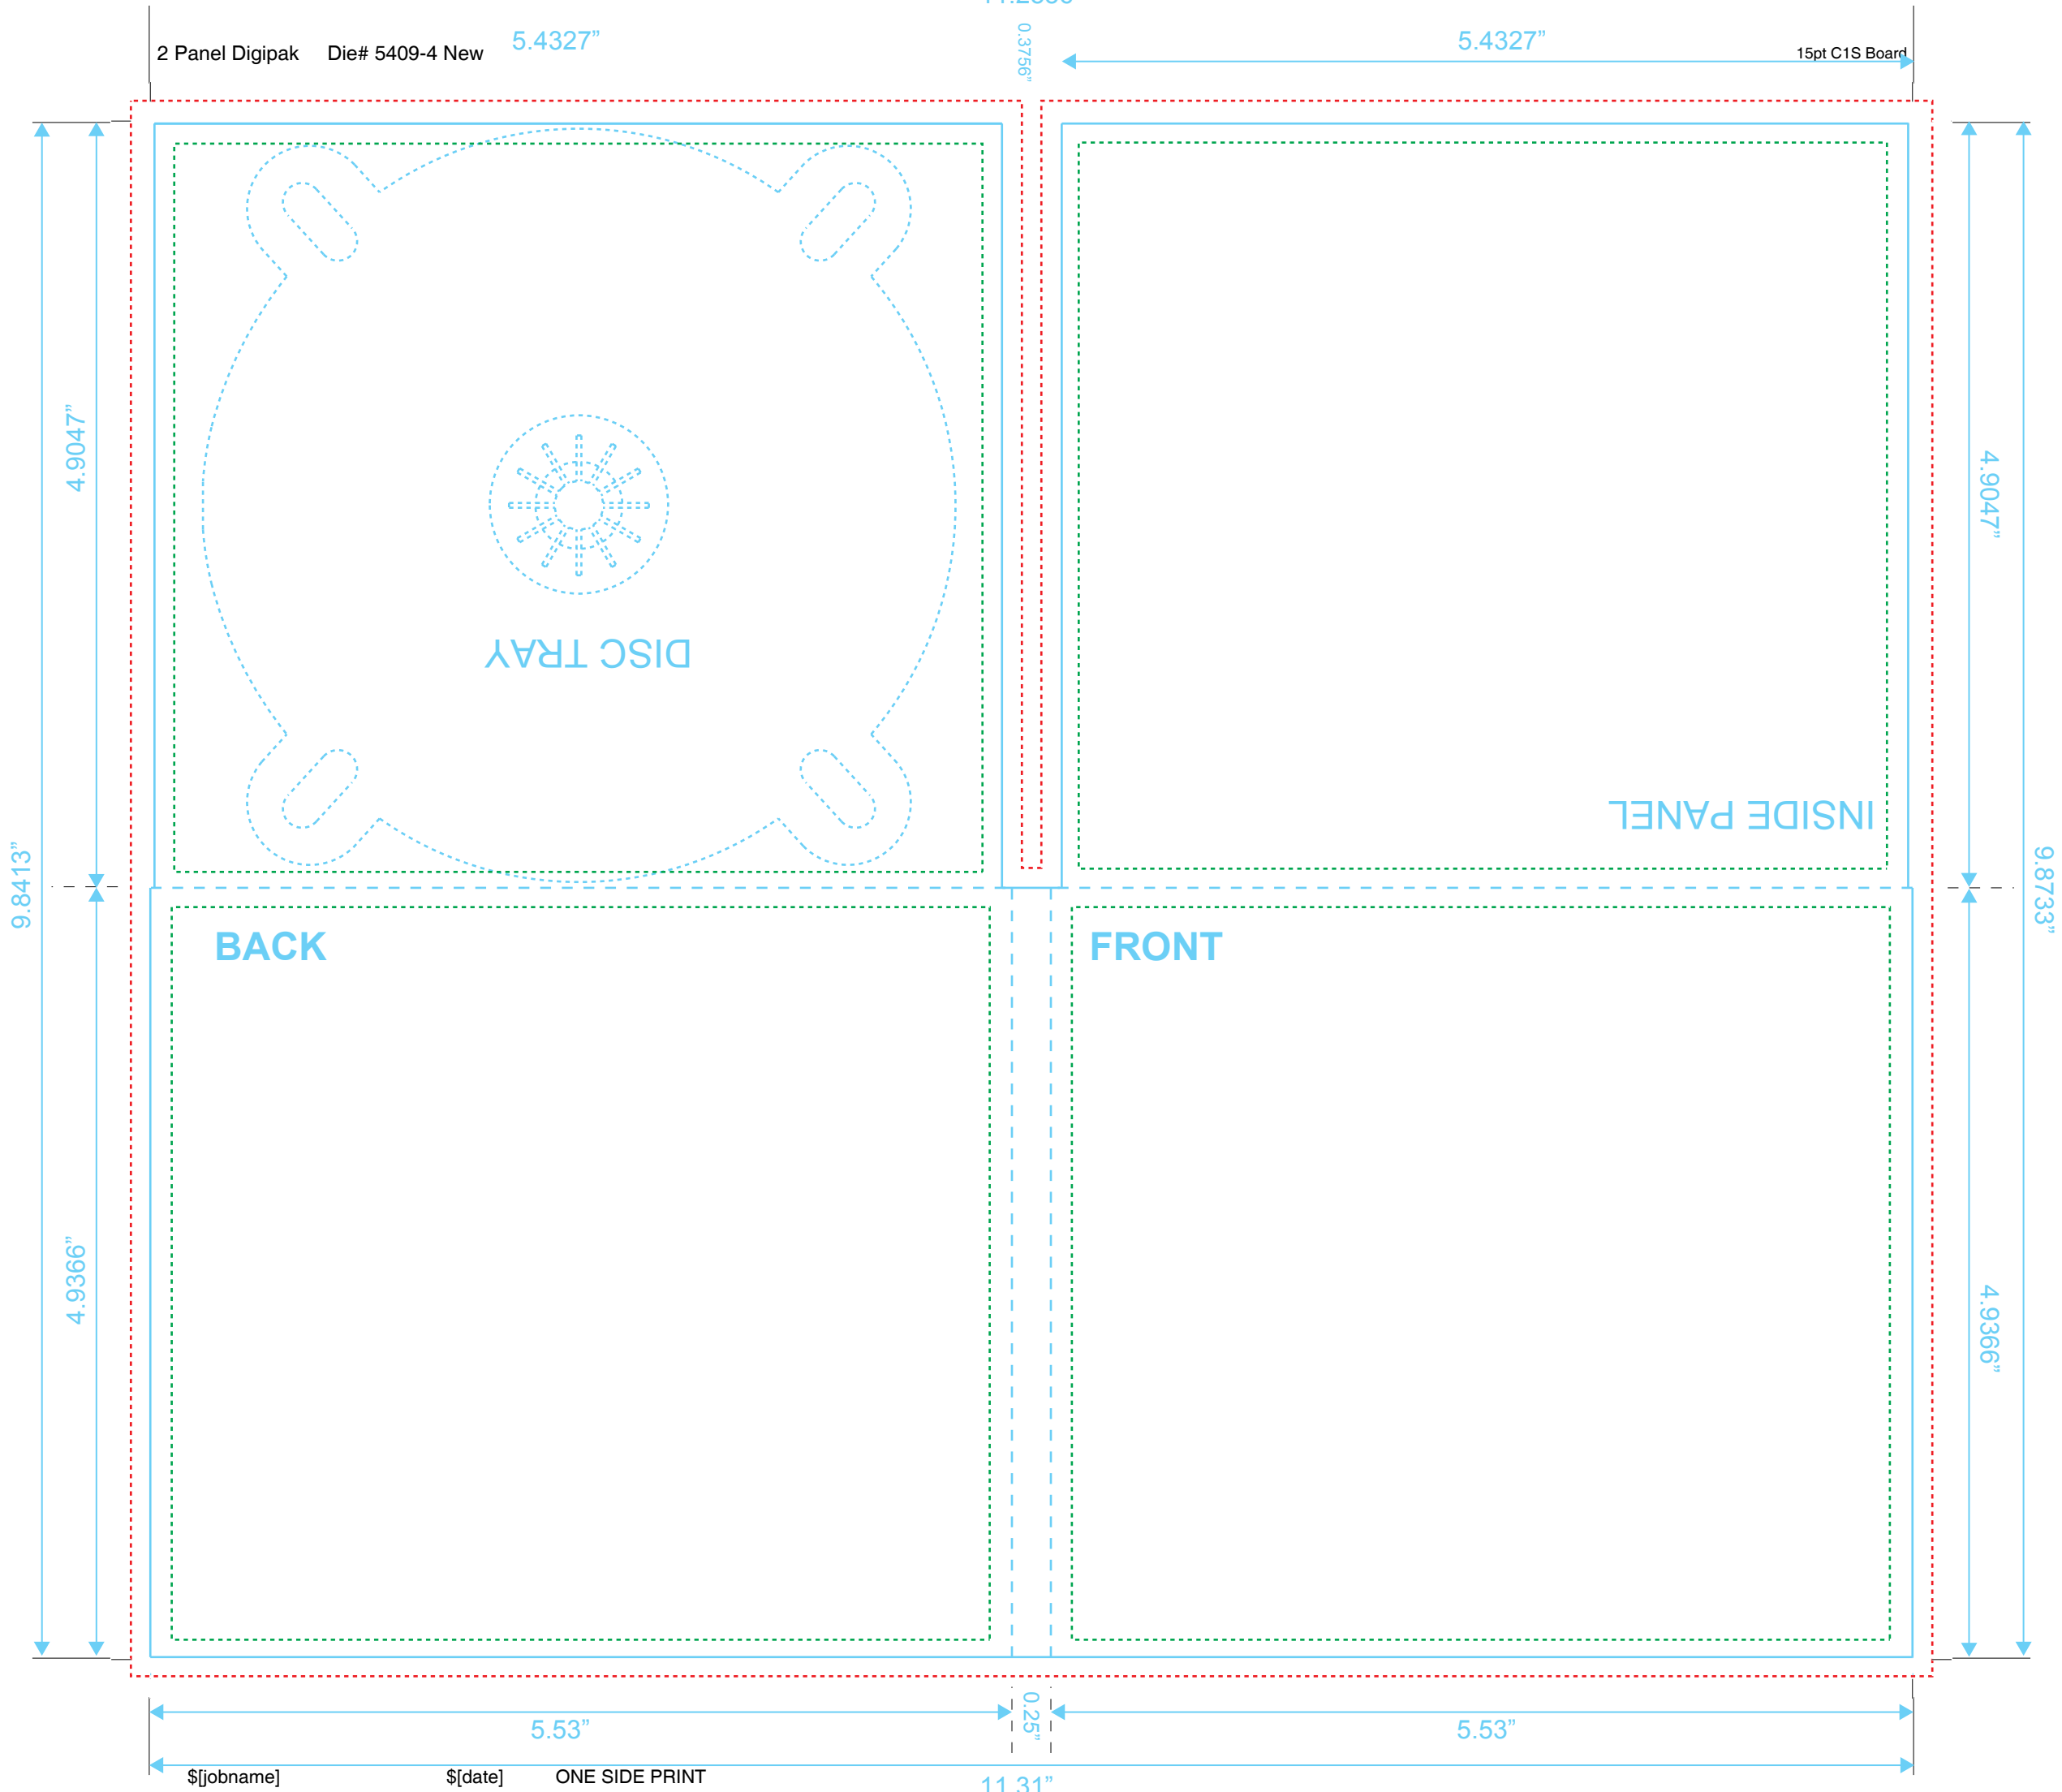 2 Panel Digipak Die# 5409-4 New
5.4327”
0.3756”
5.4327”
15pt C1S Board
4.9047”
4.9047”
DISC TRAY
INSIDE PANEL
9.8413”
9.8733”
BACK
FRONT
4.9366”
4.9366”
5.53”
0.25”
5.53”
$[jobname] $[date] ONE SIDE PRINT
11.31”